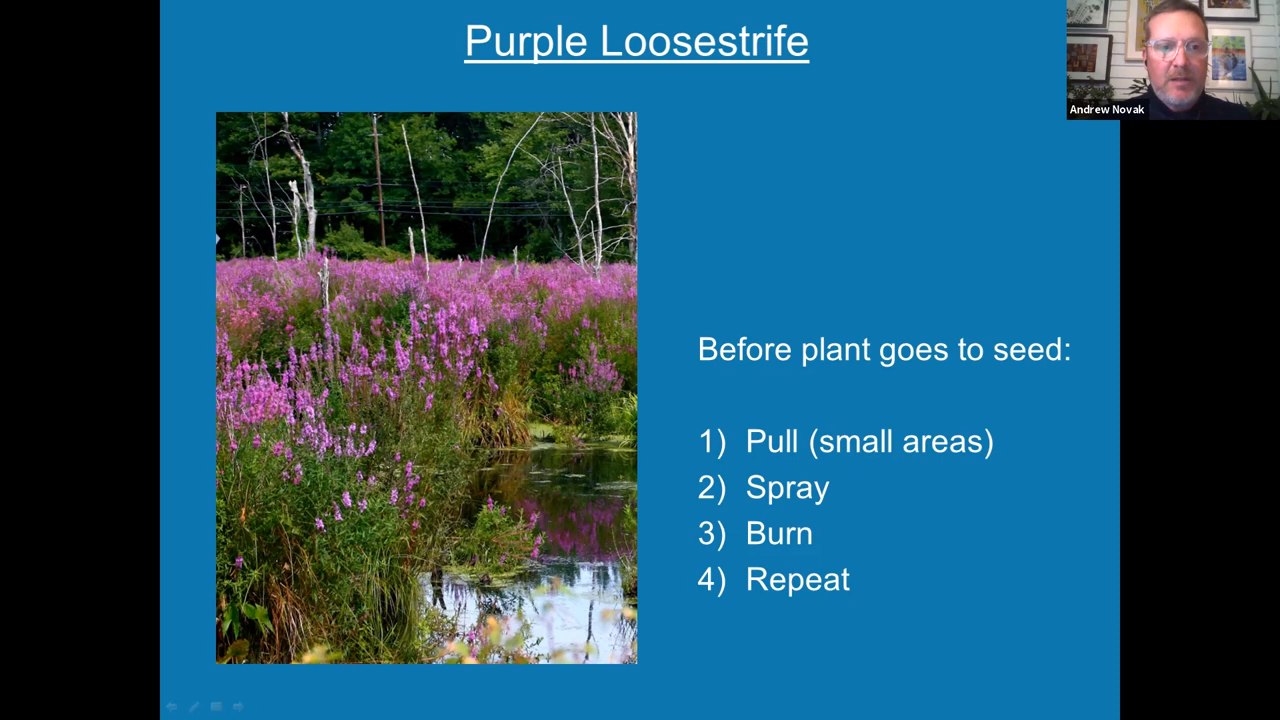 Purple Loosestrife
Andrew Novak
Before plant goes to seed:
1) Pull (small areas)
2) Spray
3) Burn
4) Repeat